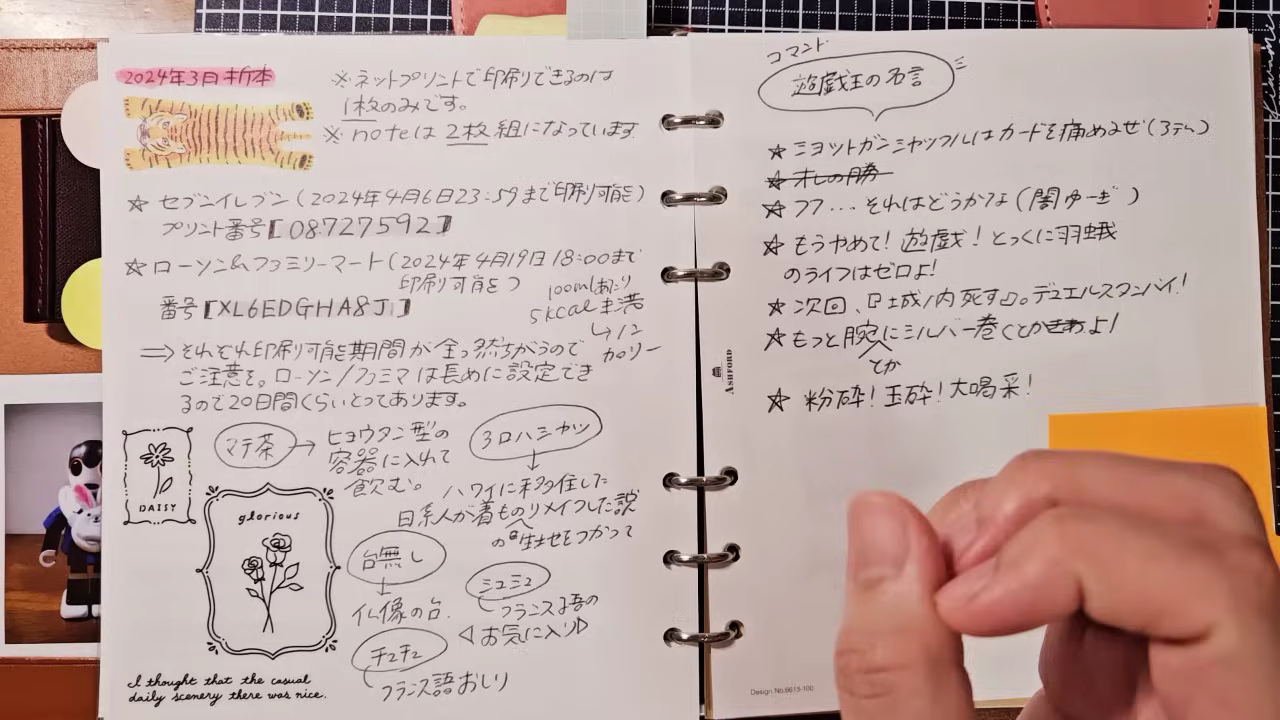 2024年3月折本
※ネットプリントで印刷できるのは
1枚のみです。
※noteは2枚組になっています
☆ セブンイレブン(2024年4月6日23:59まで印刷可能)
プリント番号【08727592】
☆ ローソン&ファミリーマート(2024年4月19日18:00まで
印刷可能)
番号【XL6EDGHA8J】
100mlあたり
5kcal未満
↳ノン
カロリー
⇒それぞれ印刷可能期間が全っ然ちがうので
ご注意を。ローソン/ファミマは長めに設定でき
るので20日間くらいとってあります。
マテ茶→ヒョウタン型の
容器に入れて
飲む。
アロハシャツ
↓
ハワイに移住した
日系人が着ものリメイクした説
の「生地をつかって
台無し
↓
仏像の台.
シュシュ
フランス語の
お気に入り
チュチュ
フランス語おしり
DAISY
glorious
I thought that the casual
daily scenery there was nice.
コマンド
遊戯王の名言
☆ ミヨットガンシャッフルはカードを痛めるぜ(
☆ オレの勝
☆ フフ...それはどうかな(闇ゆーぎ)
☆ もうやめて!遊戯!とっくに羽蛾
のライフはゼロよ!
☆ 次回、『城ノ内死す』。デュエルスタンバイ!
☆ もっと腕にシルバー巻くとかさぁよ!
とか
☆ 粉砕!玉砕!大喝采!
ASHFORD
Design No.6613-100